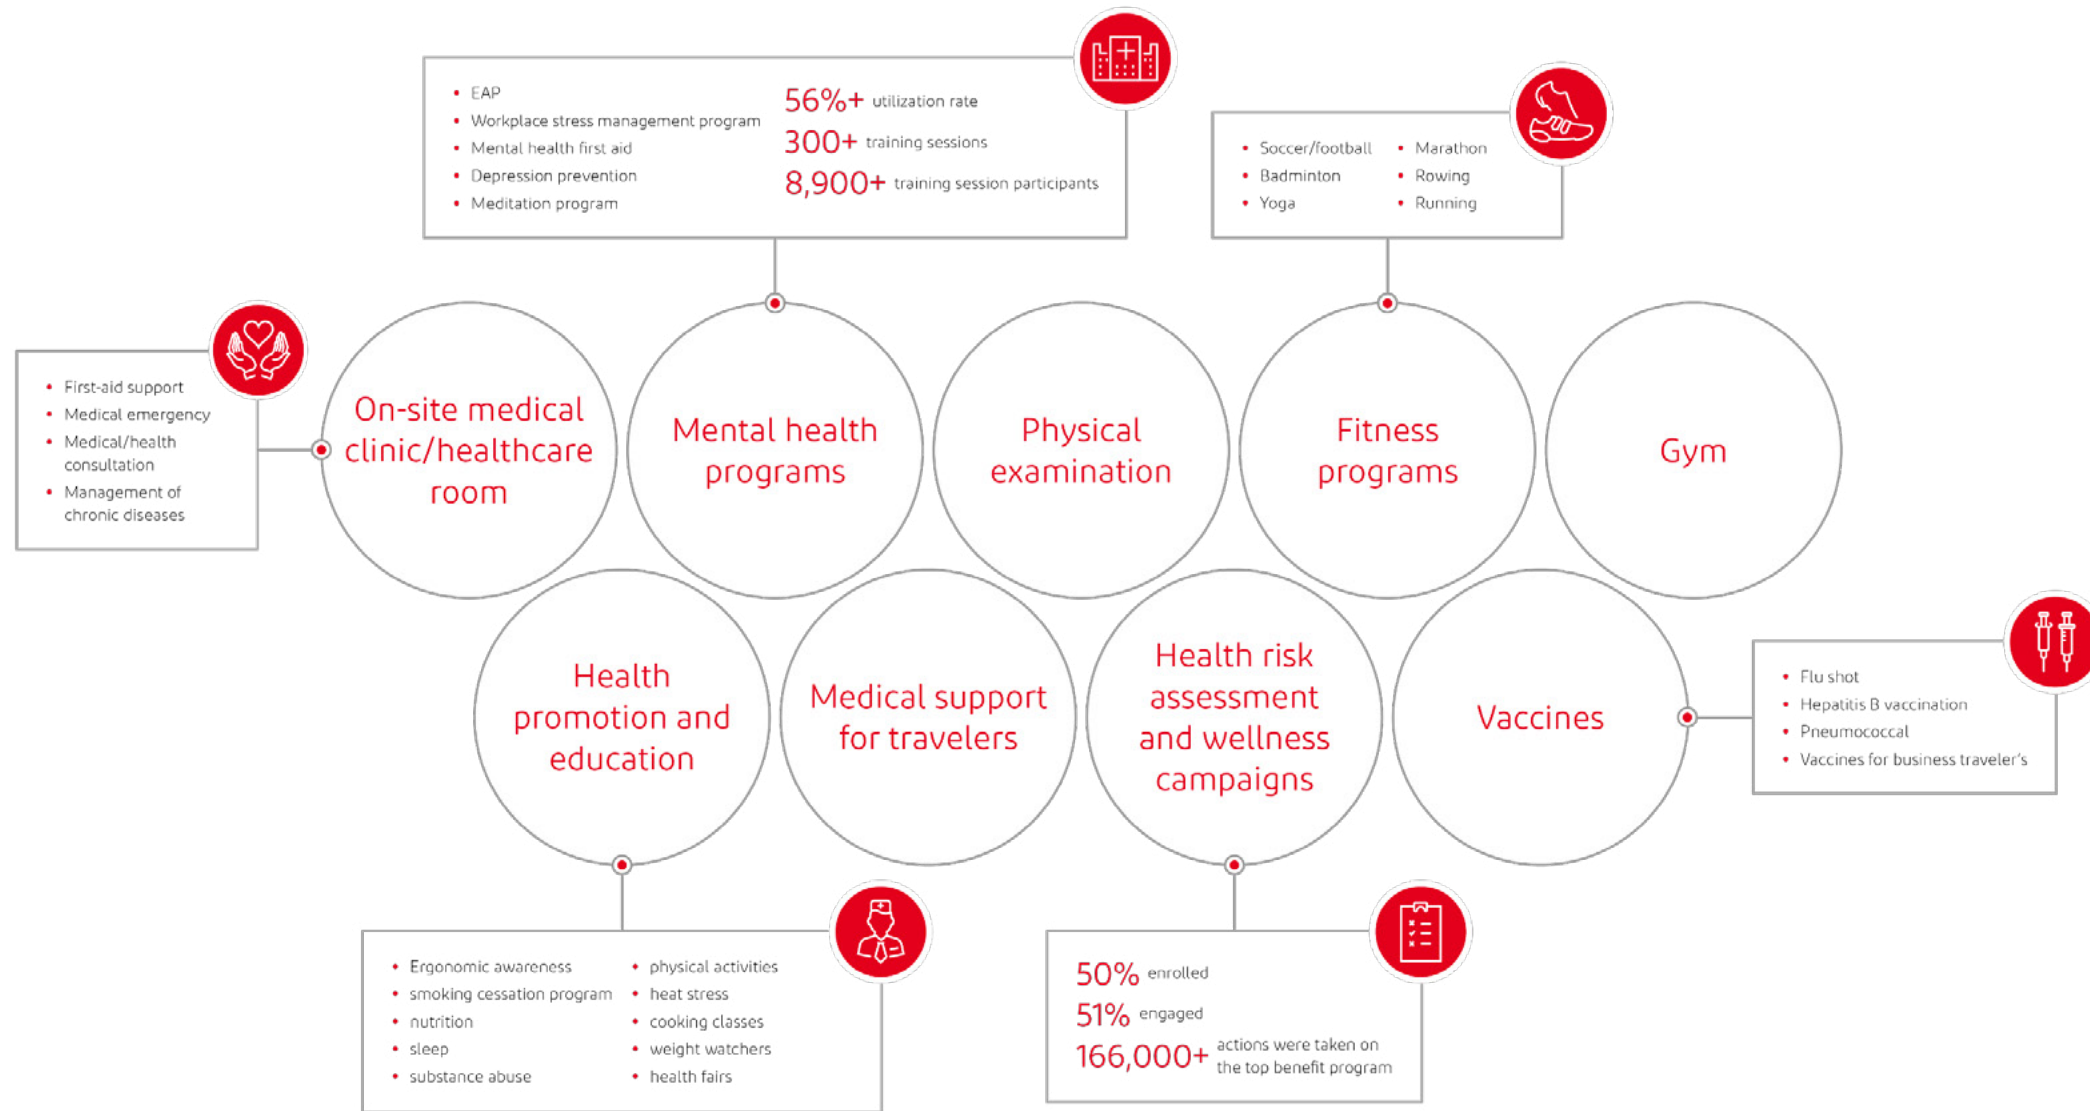 EAP
Workplace stress management program
Mental health first aid
Depression prevention
Meditation program
56%+ utilization rate
300+ training sessions
8,900+ training session participants
Soccer/football
Badminton
Yoga
Marathon
Rowing
Running
First-aid support
Medical emergency
Medical/health
consultation
Management of
chronic diseases
On-site medical
clinic/healthcare
room
Mental health
programs
Physical
examination
Fitness
programs
Gym
Health
promotion and
education
Medical support
for travelers
Health risk
assessment
and wellness
campaigns
Vaccines
Flu shot
Hepatitis B vaccination
Pneumococcal
Vaccines for business traveler's
Ergonomic awareness
smoking cessation program
nutrition
sleep
substance abuse
physical activities
heat stress
cooking classes
weight watchers
health fairs
50% enrolled
51% engaged
166,000+ actions were taken on
the top benefit program